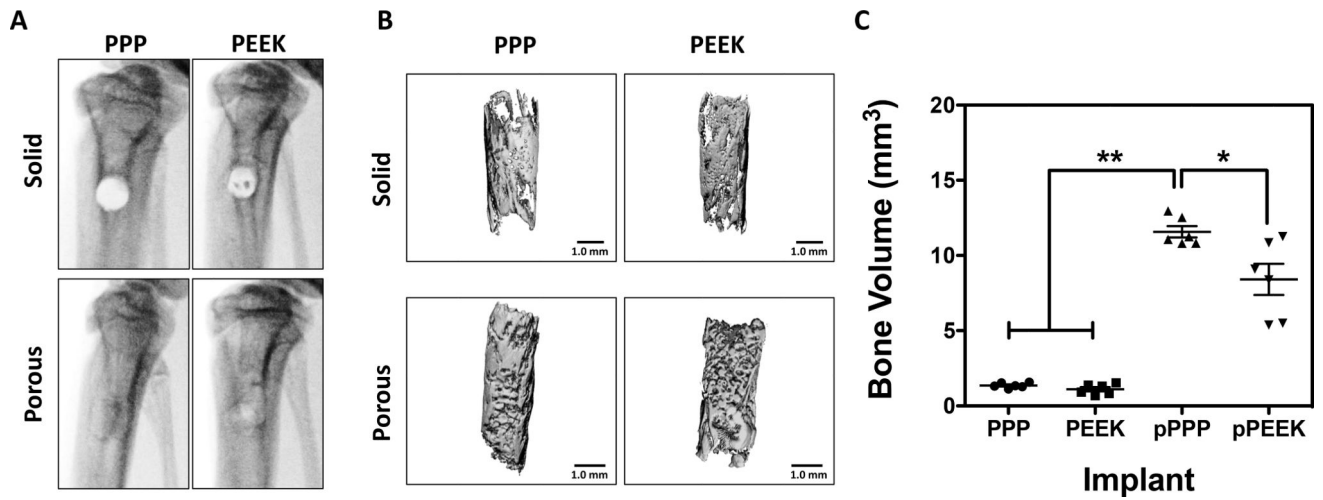 A
PPP PEEK
Solid
Porous
B
PPP PEEK
Solid
1.0 mm 1.0 mm
Porous
1.0 mm 1.0 mm
C
Bone Volume (mm³)
20
15
10
5
0
** *
PPP PEEK pPPP pPEEK
Implant